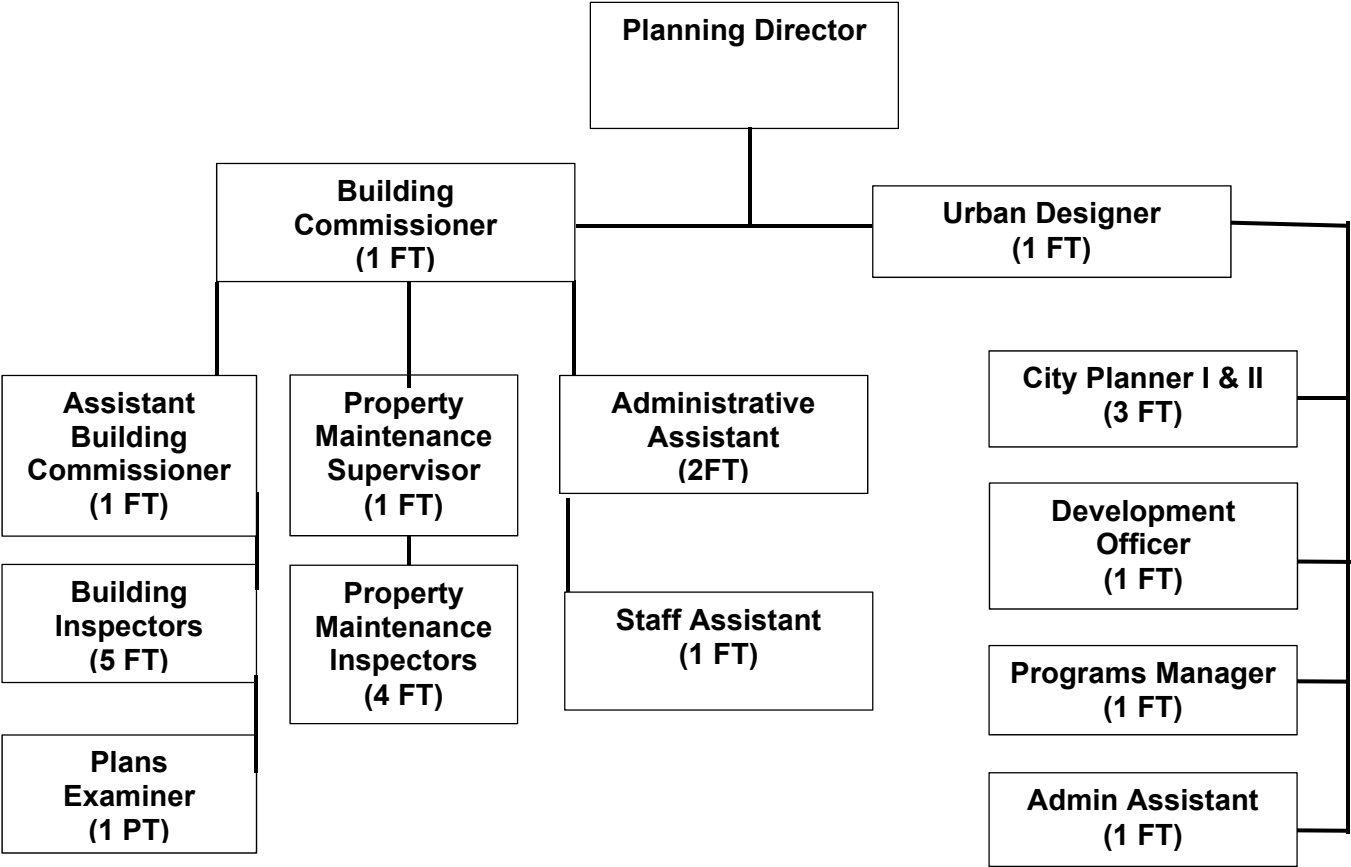 Planning Director
Building
Commissioner
(1 FT)
Urban Designer
(1 FT)
Assistant
Building
Commissioner
(1 FT)
Property
Maintenance
Supervisor
(1 FT)
Administrative
Assistant
(2FT)
City Planner I & II
(3 FT)
Building
Inspectors
(5 FT)
Property
Maintenance
Inspectors
(4 FT)
Staff Assistant
(1 FT)
Development
Officer
(1 FT)
Programs Manager
(1 FT)
Plans
Examiner
(1 PT)
Admin Assistant
(1 FT)